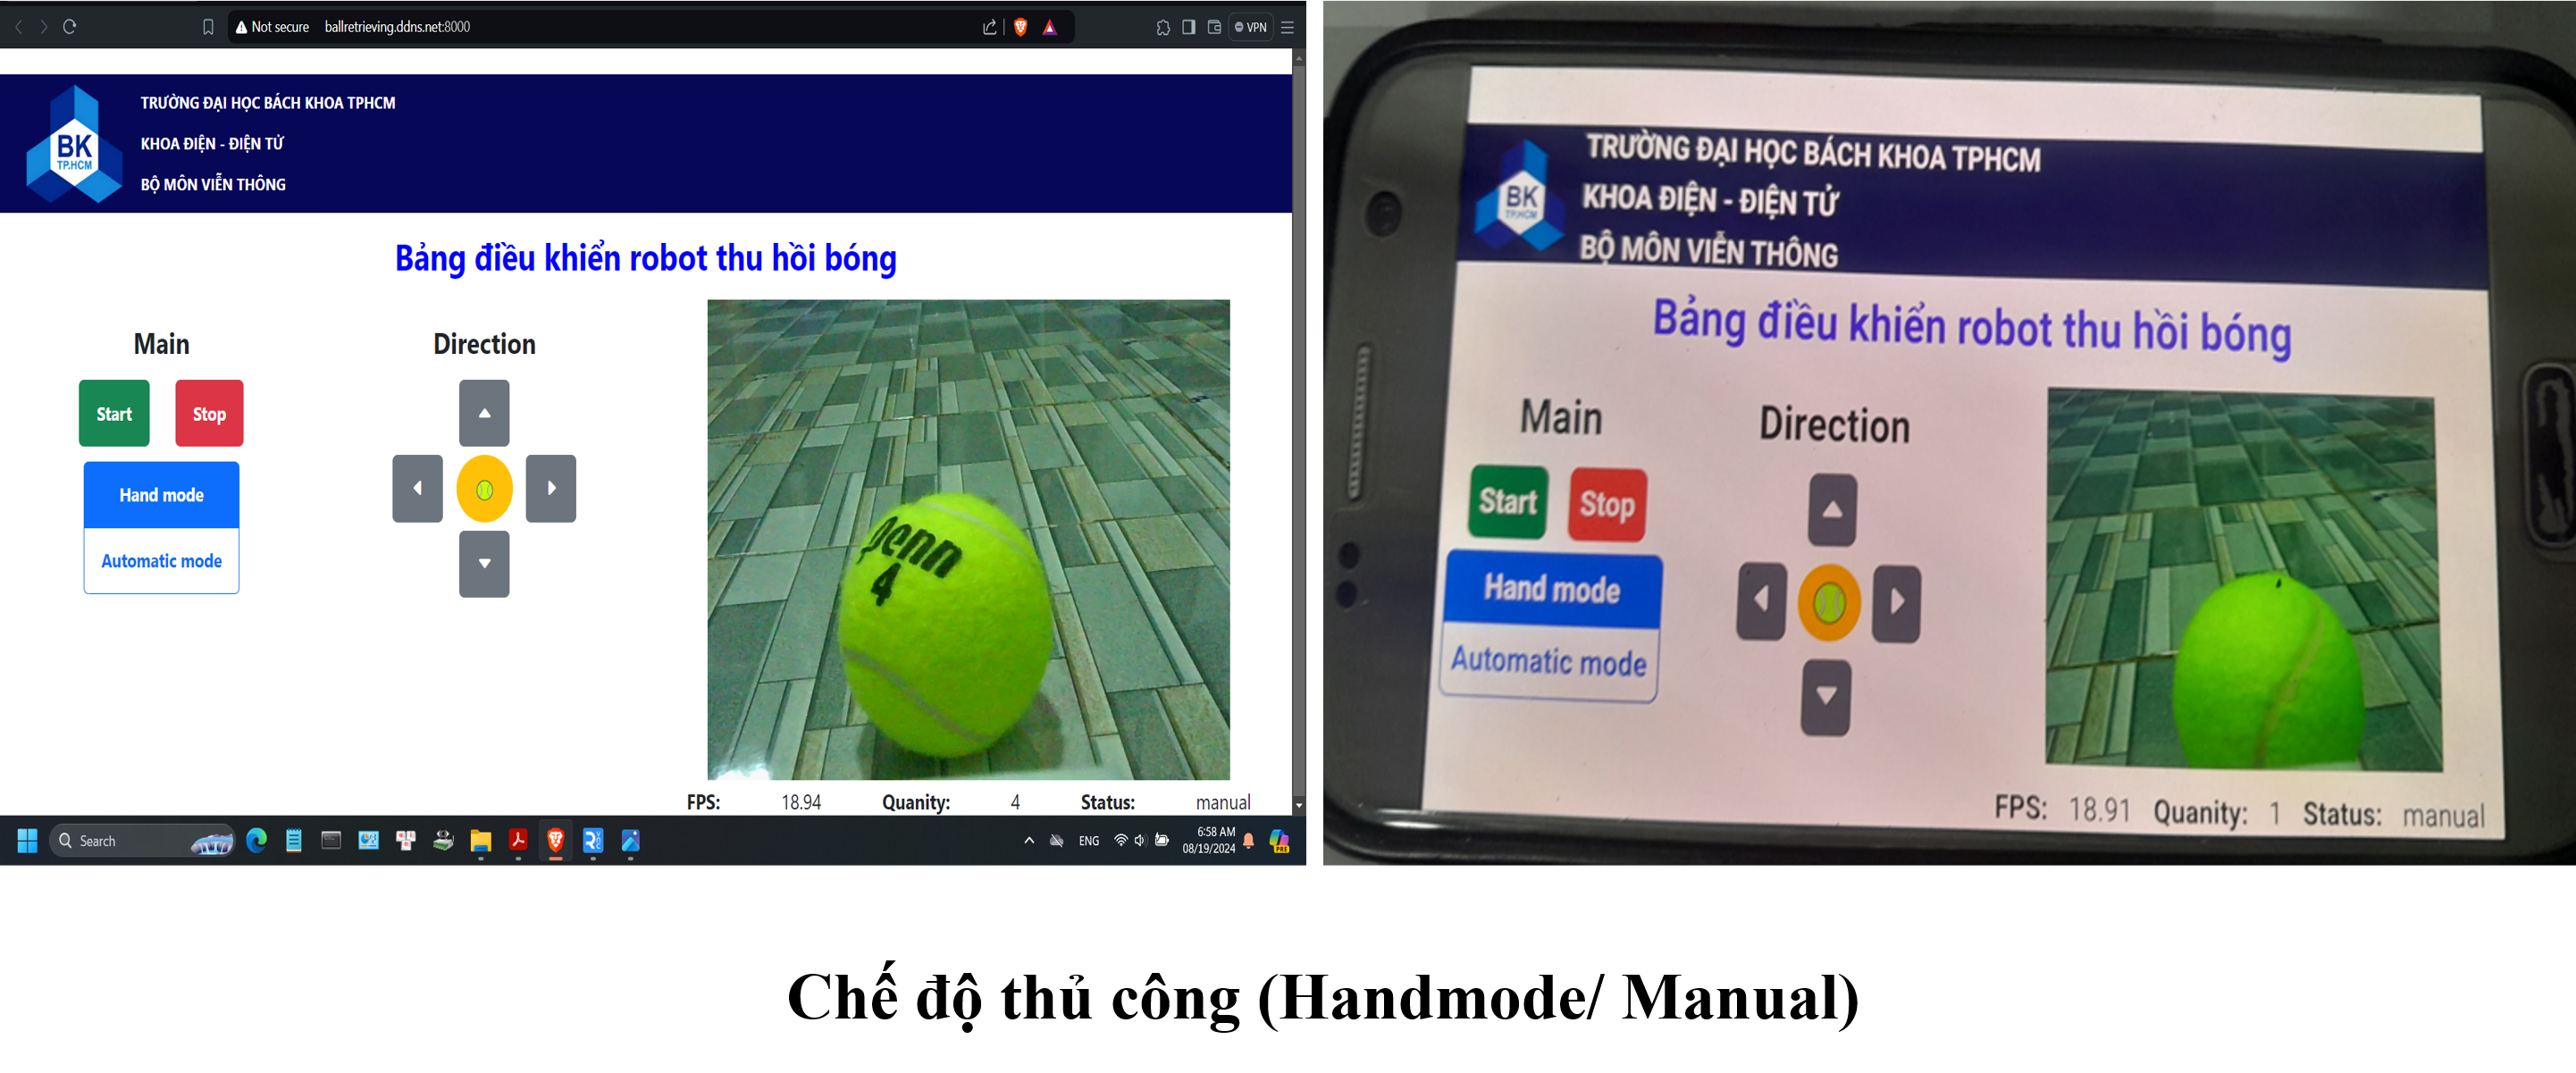 Not secure ballretrieving.ddns.net:8000
VPN
BK
TP.HCM
TRƯỜNG ĐẠI HỌC BÁCH KHOA TPHCM
KHOA ĐIỆN - ĐIỆN TỬ
BỘ MÔN VIỄN THÔNG
Bảng điều khiển robot thu hồi bóng
Main
Direction
Start
Stop
Hand mode
Automatic mode
penn
4
FPS: 18.94 Quanity: 4 Status: manual
Search
ENG
6:58 AM
08/19/2024
PRE
BK
TP.HCM
TRƯỜNG ĐẠI HỌC BÁCH KHOA TPHCM
KHOA ĐIỆN - ĐIỆN TỬ
BỘ MÔN VIỄN THÔNG
Bảng điều khiển robot thu hồi bóng
Main
Direction
Start
Stop
Hand mode
Automatic mode
FPS: 18.91 Quanity: 1 Status: manual
Chế độ thủ công (Handmode/ Manual)